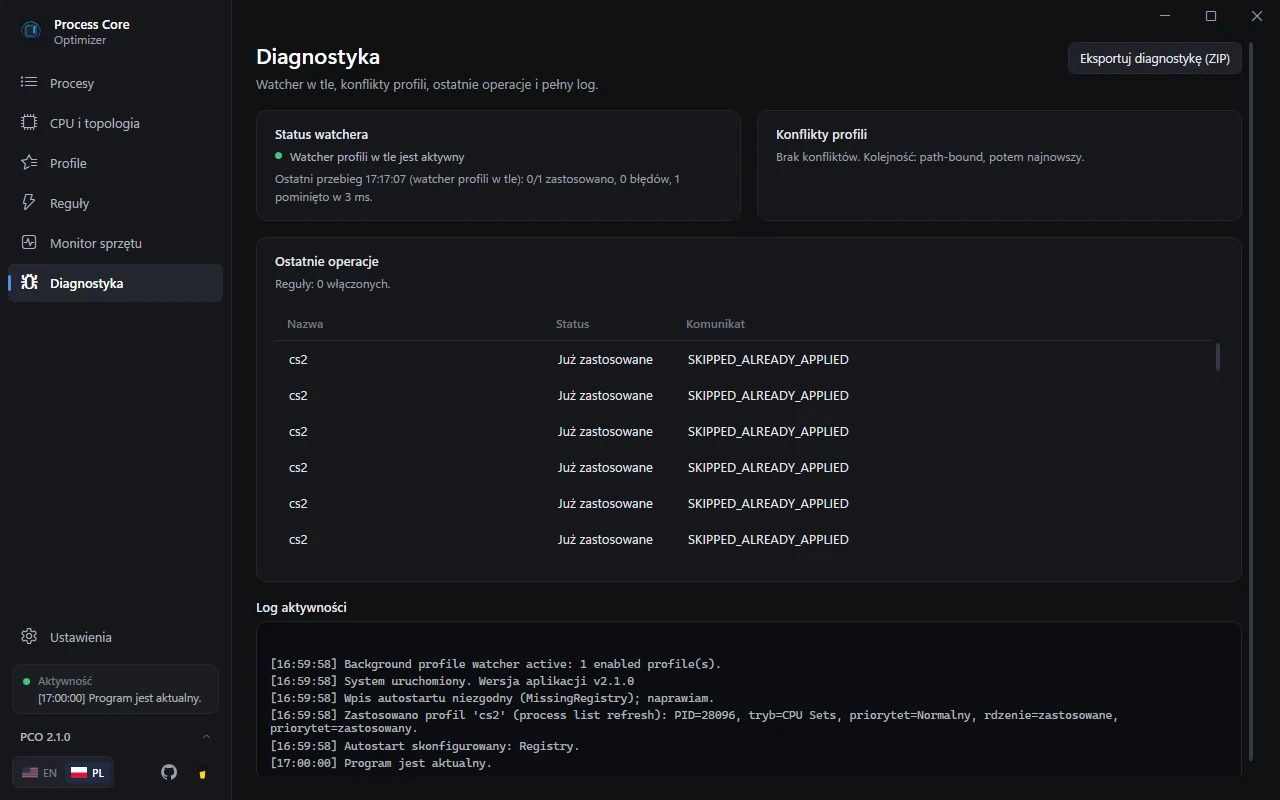 Process Core
Optimizer
Procesy
CPU i topologia
Profile
Reguły
Monitor sprzętu
Diagnostyka
Ustawienia
Aktywność
[17:00:00] Program jest aktualny.
PCO 2.1.0
EN
PL
Diagnostyka
Watcher w tle, konflikty profili, ostatnie operacje i pełny log.
Eksportuj diagnostykę (ZIP)
Status watchera
Watcher profili w tle jest aktywny
Ostatni przebieg 17:17:07 (watcher profili w tle): 0/1 zastosowano, 0 błędów, 1
pominięto w 3 ms.
Konflikty profili
Brak konfliktów. Kolejność: path-bound, potem najnowszy.
Ostatnie operacje
Reguły: 0 włączonych.
Nazwa Status Komunikat
cs2 Już zastosowane SKIPPED_ALREADY_APPLIED
cs2 Już zastosowane SKIPPED_ALREADY_APPLIED
cs2 Już zastosowane SKIPPED_ALREADY_APPLIED
cs2 Już zastosowane SKIPPED_ALREADY_APPLIED
cs2 Już zastosowane SKIPPED_ALREADY_APPLIED
cs2 Już zastosowane SKIPPED_ALREADY_APPLIED
Log aktywności
[16:59:58] Background profile watcher active: 1 enabled profile(s).
[16:59:58] System uruchomiony. Wersja aplikacji v2.1.0
[16:59:58] Wpis autostartu niezgodny (MissingRegistry); naprawiam.
[16:59:58] Zastosowano profil 'cs2' (process list refresh): PID=28096, tryb=CPU Sets, priorytet=Normalny, rdzenie=zastosowane,
priorytet=zastosowany.
[16:59:58] Autostart skonfigurowany: Registry.
[17:00:00] Program jest aktualny.